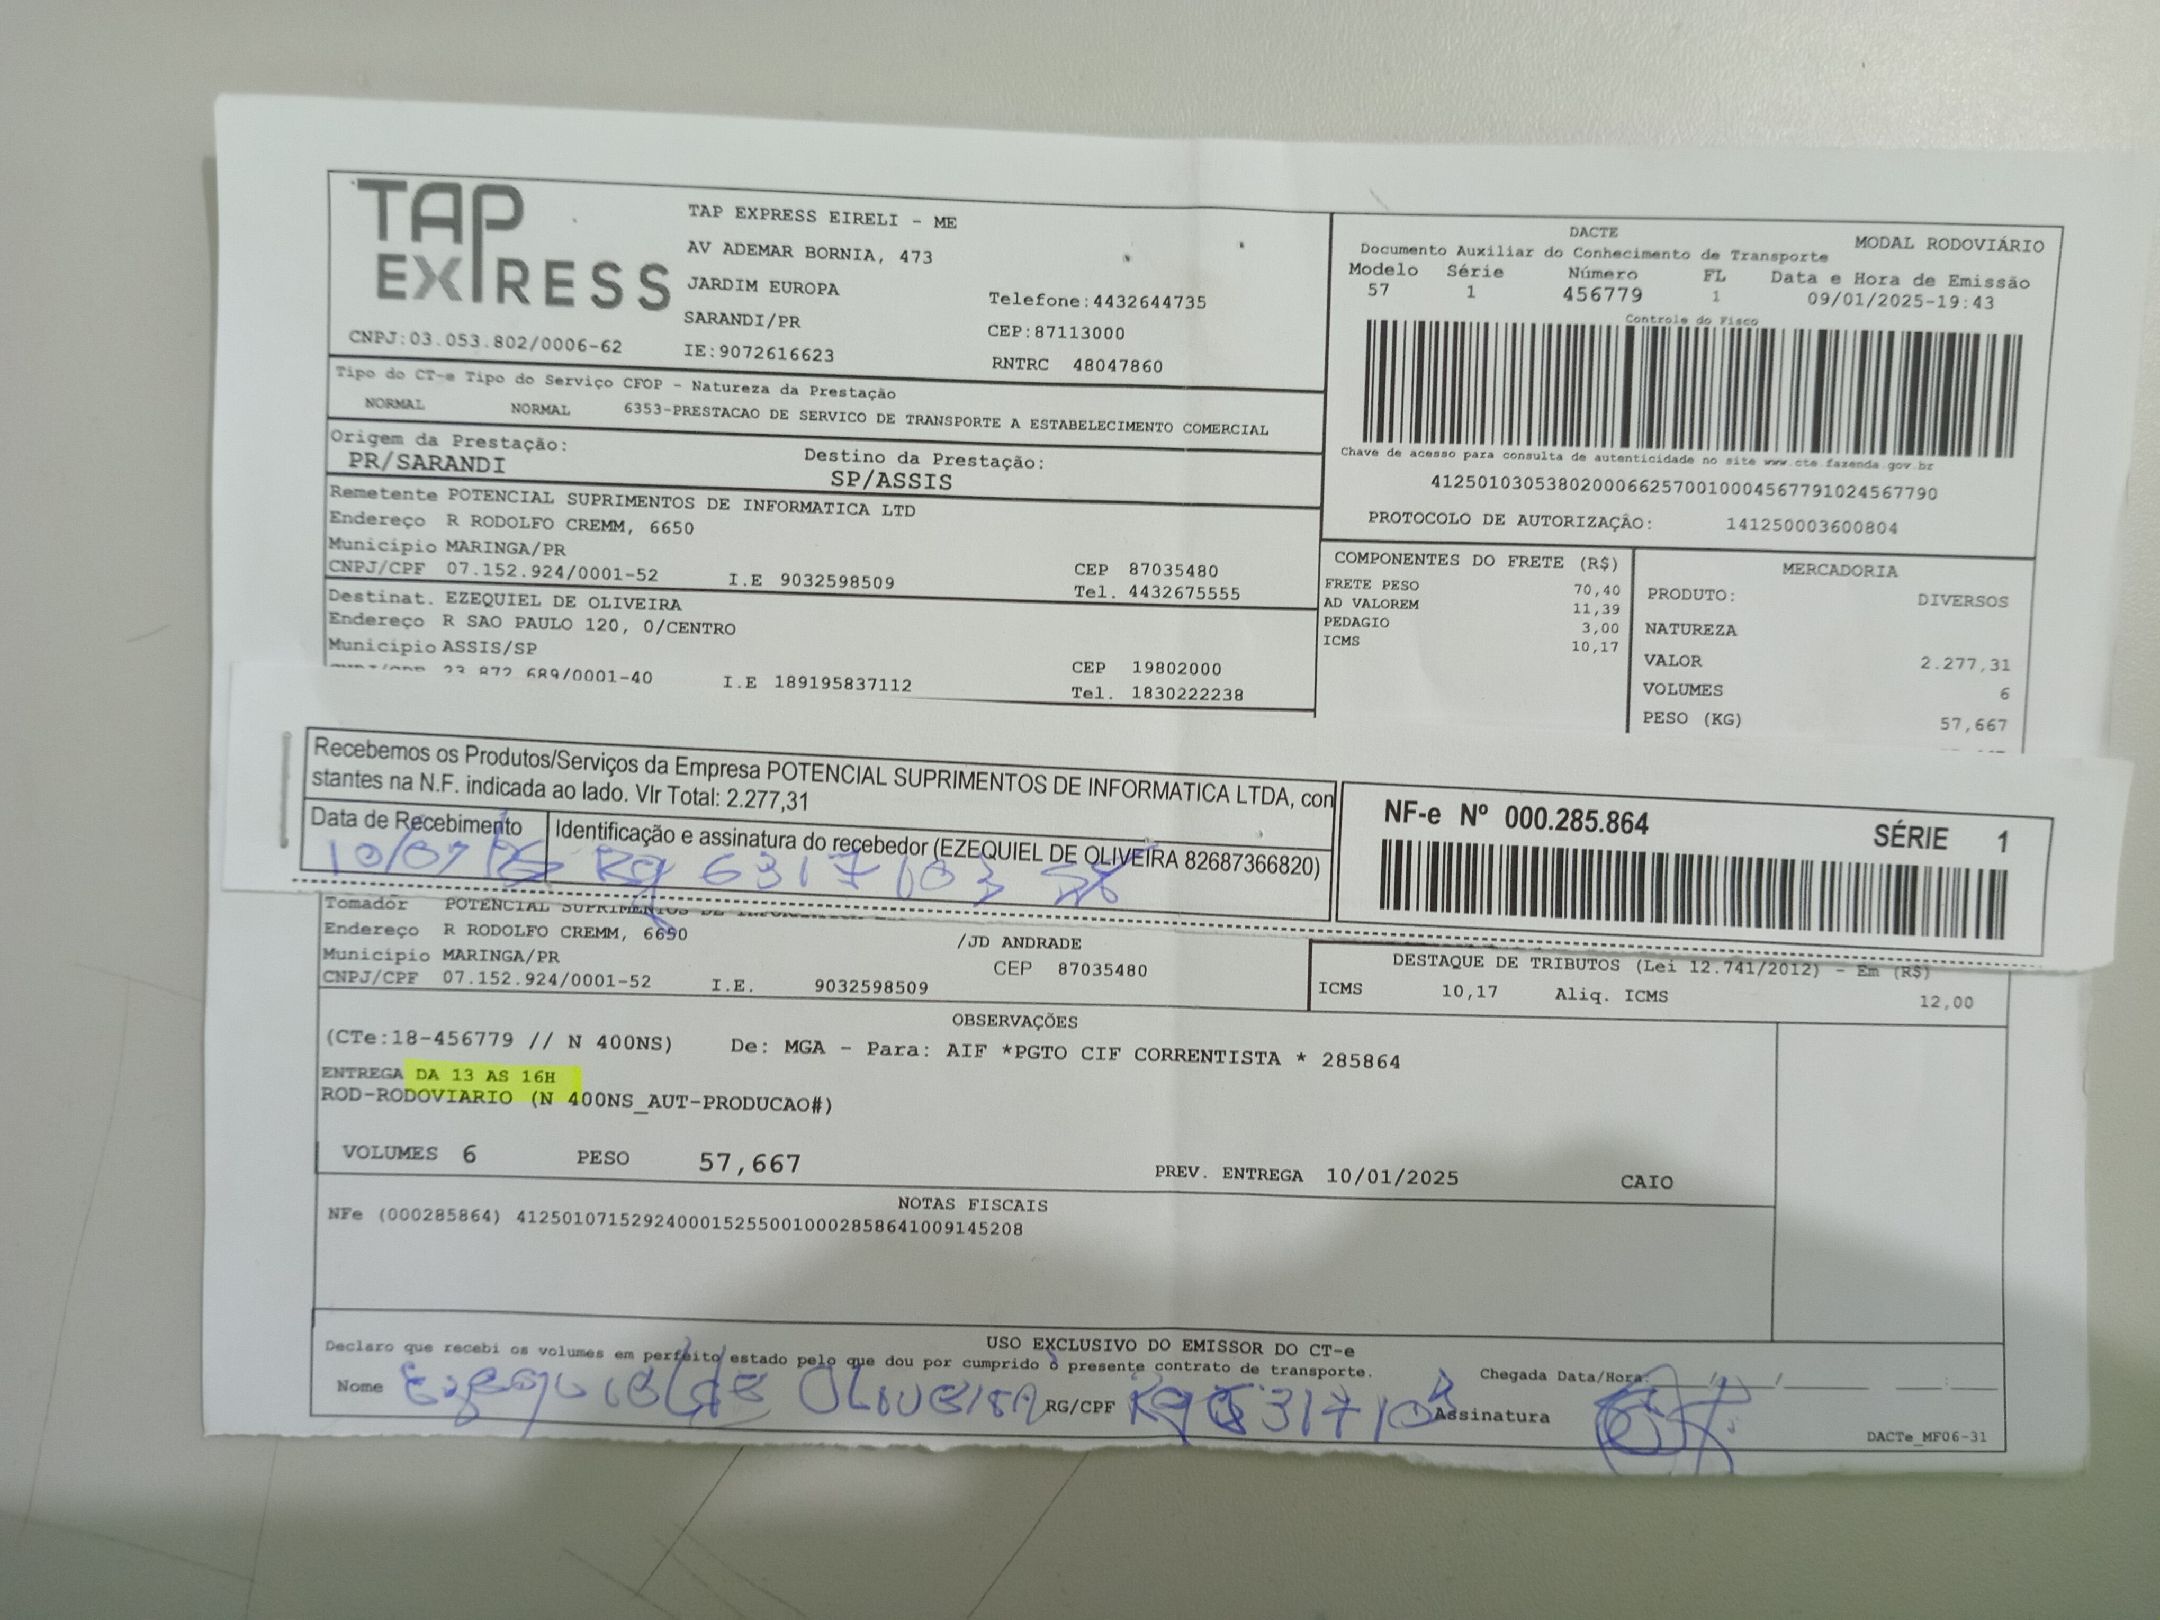 TAP EXPRESS
CNPJ:03.053.802/0006-62
TAP EXPRESS EIRELI - ME
AV ADEMAR BORNIA, 473
JARDIM EUROPA
SARANDI/PR
IE:9072616623
Telefone:4432644735
CEP:87113000
RNTRC 48047860
DACTE
MODAL RODOVIÁRIO
Documento Auxiliar do Conhecimento de Transporte
Modelo Série Número FL Data e Hora de Emissão
57 1 456779 1 09/01/2025-19:43
Controle do Fisco
Chave de acesso para consulta de autenticidade no site www.cte.fazenda.gov.br
41250103053802000662570010004567791024567790
PROTOCOLO DE AUTORIZAÇÃO: 141250003600804
Tipo do CT-e Tipo do Serviço CFOP - Natureza da Prestação
NORMAL NORMAL 6353-PRESTACAO DE SERVICO DE TRANSPORTE A ESTABELECIMENTO COMERCIAL
Origem da Prestação: Destino da Prestação:
PR/SARANDI SP/ASSIS
Remetente POTENCIAL SUPRIMENTOS DE INFORMATICA LTD
Endereço R RODOLFO CREMM, 6650
Município MARINGA/PR CEP 87035480
CNPJ/CPF 07.152.924/0001-52 I.E 9032598509 Tel. 4432675555
Destinat. EZEQUIEL DE OLIVEIRA
Endereço R SAO PAULO 120, 0/CENTRO
Município ASSIS/SP CEP 19802000
689/0001-40 I.E 189195837112 Tel. 1830222238
COMPONENTES DO FRETE (R$)
FRETE PESO 70,40
AD VALOREM 11,39
PEDAGIO 3,00
ICMS 10,17
MERCADORIA
PRODUTO: DIVERSOS
NATUREZA
VALOR 2.277,31
VOLUMES 6
PESO (KG) 57,667
Recebemos os Produtos/Serviços da Empresa POTENCIAL SUPRIMENTOS DE INFORMATICA LTDA, con
stantes na N.F. indicada ao lado. Vlr Total: 2.277,31
Data de Recebimento Identificação e assinatura do recebedor (EZEQUIEL DE OLIVEIRA 82687366820)
Rg 6317103
NF-e Nº 000.285.864
SÉRIE 1
Tomador POTENCIAL SUPRIMENTOS DE
Endereço R RODOLFO CREMM, 6650 /JD ANDRADE
Município MARINGA/PR CEP 87035480
CNPJ/CPF 07.152.924/0001-52 I.E. 9032598509
DESTAQUE DE TRIBUTOS (Lei 12.741/2012) - Em (R$)
ICMS 10,17 Aliq. ICMS 12,00
OBSERVAÇÕES
(CTe:18-456779 // N 400NS) De: MGA - Para: AIF *PGTO CIF CORRENTISTA * 285864
ENTREGA DA 13 AS 16H
ROD-RODOVIARIO (N 400NS_AUT-PRODUCAO#)
VOLUMES 6 PESO 57,667 PREV. ENTREGA 10/01/2025 CAIO
NOTAS FISCAIS
NFe (000285864) 41250107152924000152550010002858641009145208
USO EXCLUSIVO DO EMISSOR DO CT-e
Declaro que recebi os volumes em perfeito estado pelo que dou por cumprido o presente contrato de transporte.
Chegada Data/Hora:
Nome Ezequiel de OLIVEIRA RG/CPF Rg 6317103 Assinatura
DACTe_MF06-31